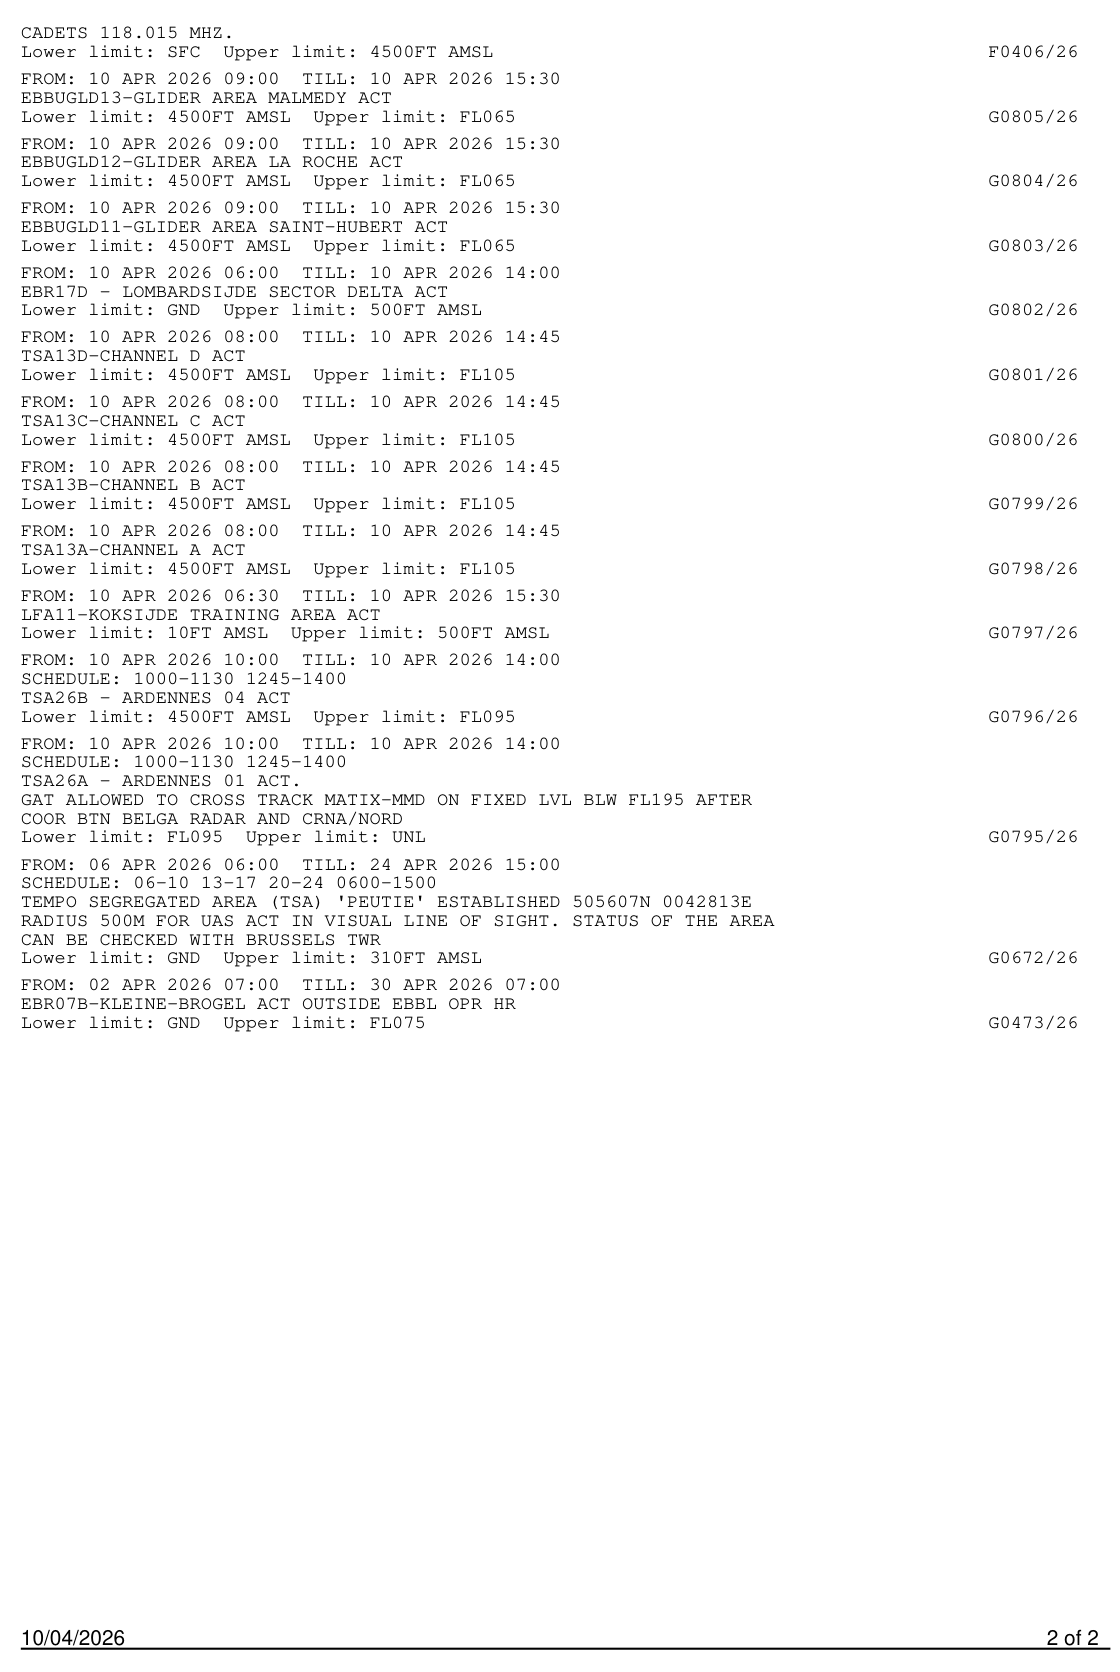 CADETS 118.015 MHZ.
Lower limit: SFC  Upper limit: 4500FT AMSL F0406/26
FROM: 10 APR 2026 09:00  TILL: 10 APR 2026 15:30
EBBUGLD13-GLIDER AREA MALMEDY ACT
Lower limit: 4500FT AMSL  Upper limit: FL065 G0805/26
FROM: 10 APR 2026 09:00  TILL: 10 APR 2026 15:30
EBBUGLD12-GLIDER AREA LA ROCHE ACT
Lower limit: 4500FT AMSL  Upper limit: FL065 G0804/26
FROM: 10 APR 2026 09:00  TILL: 10 APR 2026 15:30
EBBUGLD11-GLIDER AREA SAINT-HUBERT ACT
Lower limit: 4500FT AMSL  Upper limit: FL065 G0803/26
FROM: 10 APR 2026 06:00  TILL: 10 APR 2026 14:00
EBR17D - LOMBARDSIJDE SECTOR DELTA ACT
Lower limit: GND  Upper limit: 500FT AMSL G0802/26
FROM: 10 APR 2026 08:00  TILL: 10 APR 2026 14:45
TSA13D-CHANNEL D ACT
Lower limit: 4500FT AMSL  Upper limit: FL105 G0801/26
FROM: 10 APR 2026 08:00  TILL: 10 APR 2026 14:45
TSA13C-CHANNEL C ACT
Lower limit: 4500FT AMSL  Upper limit: FL105 G0800/26
FROM: 10 APR 2026 08:00  TILL: 10 APR 2026 14:45
TSA13B-CHANNEL B ACT
Lower limit: 4500FT AMSL  Upper limit: FL105 G0799/26
FROM: 10 APR 2026 08:00  TILL: 10 APR 2026 14:45
TSA13A-CHANNEL A ACT
Lower limit: 4500FT AMSL  Upper limit: FL105 G0798/26
FROM: 10 APR 2026 06:30  TILL: 10 APR 2026 15:30
LFA11-KOKSIJDE TRAINING AREA ACT
Lower limit: 10FT AMSL  Upper limit: 500FT AMSL G0797/26
FROM: 10 APR 2026 10:00  TILL: 10 APR 2026 14:00
SCHEDULE: 1000-1130 1245-1400
TSA26B - ARDENNES 04 ACT
Lower limit: 4500FT AMSL  Upper limit: FL095 G0796/26
FROM: 10 APR 2026 10:00  TILL: 10 APR 2026 14:00
SCHEDULE: 1000-1130 1245-1400
TSA26A - ARDENNES 01 ACT.
GAT ALLOWED TO CROSS TRACK MATIX-MMD ON FIXED LVL BLW FL195 AFTER
COOR BTN BELGA RADAR AND CRNA/NORD
Lower limit: FL095  Upper limit: UNL G0795/26
FROM: 06 APR 2026 06:00  TILL: 24 APR 2026 15:00
SCHEDULE: 06-10 13-17 20-24 0600-1500
TEMPO SEGREGATED AREA (TSA) 'PEUTIE' ESTABLISHED 505607N 0042813E
RADIUS 500M FOR UAS ACT IN VISUAL LINE OF SIGHT. STATUS OF THE AREA
CAN BE CHECKED WITH BRUSSELS TWR
Lower limit: GND  Upper limit: 310FT AMSL G0672/26
FROM: 02 APR 2026 07:00  TILL: 30 APR 2026 07:00
EBR07B-KLEINE-BROGEL ACT OUTSIDE EBBL OPR HR
Lower limit: GND  Upper limit: FL075 G0473/26
10/04/2026 2 of 2